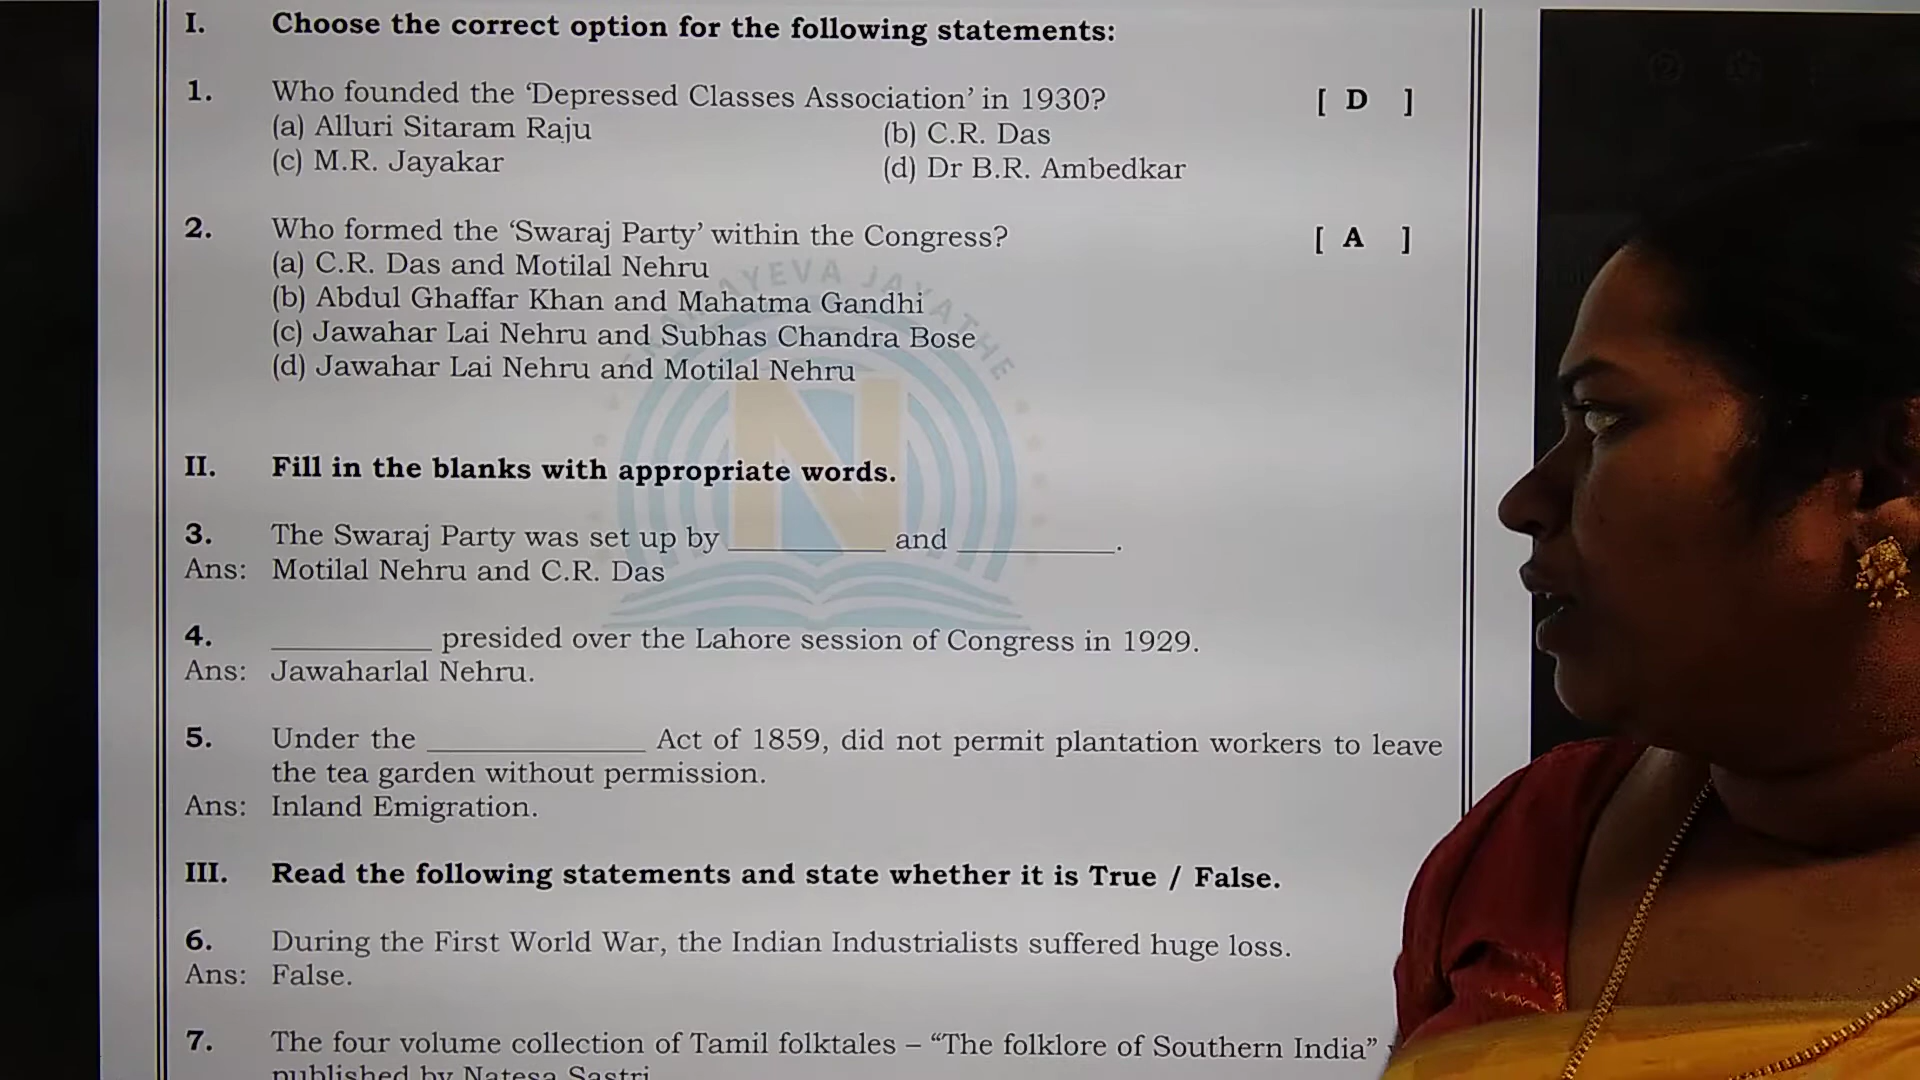 I. Choose the correct option for the following statements:
1. Who founded the ‘Depressed Classes Association’ in 1930? [ D ]
(a) Alluri Sitaram Raju (b) C.R. Das
(c) M.R. Jayakar (d) Dr B.R. Ambedkar
2. Who formed the ‘Swaraj Party’ within the Congress? [ A ]
(a) C.R. Das and Motilal Nehru
(b) Abdul Ghaffar Khan and Mahatma Gandhi
(c) Jawahar Lai Nehru and Subhas Chandra Bose
(d) Jawahar Lai Nehru and Motilal Nehru
N
II. Fill in the blanks with appropriate words.
3. The Swaraj Party was set up by __________ and __________.
Ans: Motilal Nehru and C.R. Das
4. __________ presided over the Lahore session of Congress in 1929.
Ans: Jawaharlal Nehru.
5. Under the ______________ Act of 1859, did not permit plantation workers to leave
the tea garden without permission.
Ans: Inland Emigration.
III. Read the following statements and state whether it is True / False.
6. During the First World War, the Indian Industrialists suffered huge loss.
Ans: False.
7. The four volume collection of Tamil folktales – “The folklore of Southern India”
published by Natesa Sastri